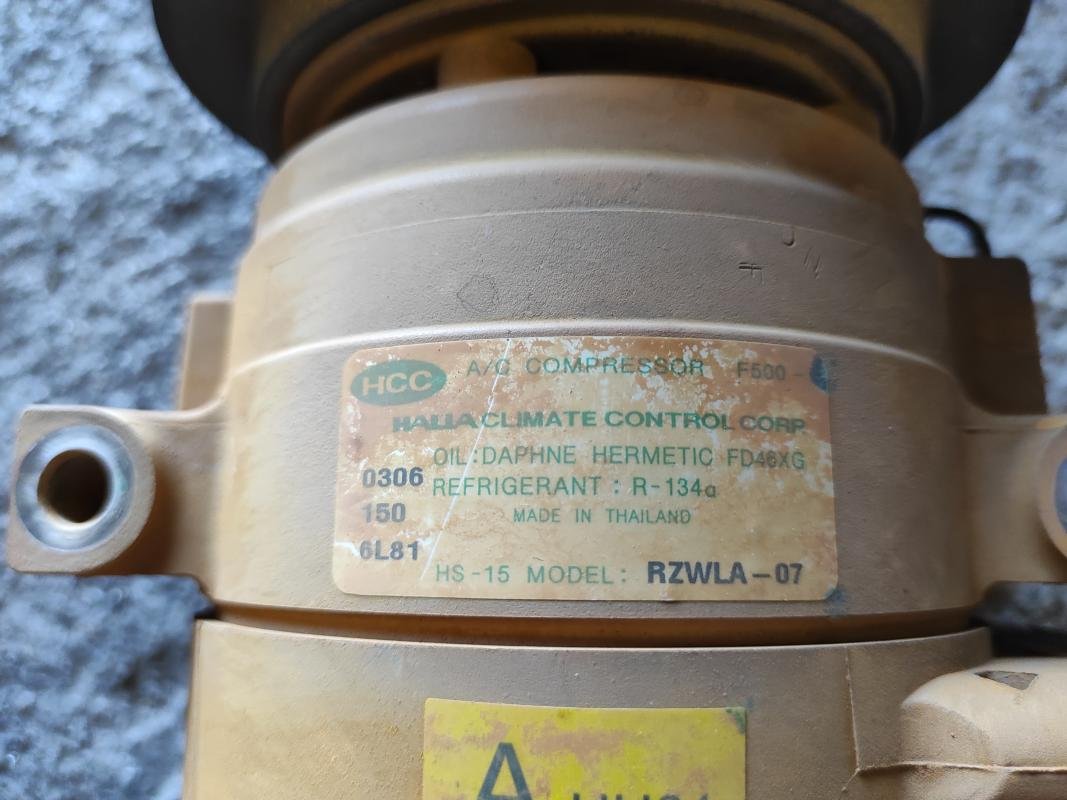 HCC A/C COMPRESSOR F500 -
HALLA CLIMATE CONTROL CORP.
OIL: DAPHNE HERMETIC FD46XG
0306 REFRIGERANT : R-134a
150 MADE IN THAILAND
6L81
HS-15 MODEL: RZWLA-07
A